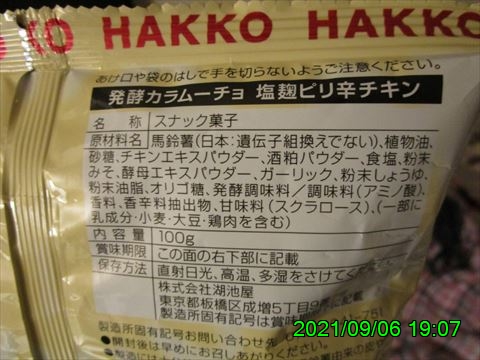 KO HAKKO HAKKO
あけ口や袋のはしで手を切らないようご注意ください。
発酵カラムーチョ 塩麹ピリ辛チキン
名 称 スナック菓子
原材料名 馬鈴薯(日本:遺伝子組換えでない)、植物油、
砂糖、チキンエキスパウダー、酒粕パウダー、食塩、粉末
みそ、酵母エキスパウダー、ガーリック、粉末しょうゆ、
粉末油脂、オリゴ糖、発酵調味料/調味料(アミノ酸)、
香料、香辛料抽出物、甘味料(スクラロース)、(一部に
乳成分・小麦・大豆・鶏肉を含む)
内 容 量 100g
賞味期限 この面の右下部に記載
保存方法 直射日光、高温、多湿をさけてください
株式会社湖池屋
東京都板橋区成増5丁目9
製造所固有記号は賞味期
製造所固有記号お問い合わせ先
●開封後は早めにお召しあがりください。
2021/09/06 19:07